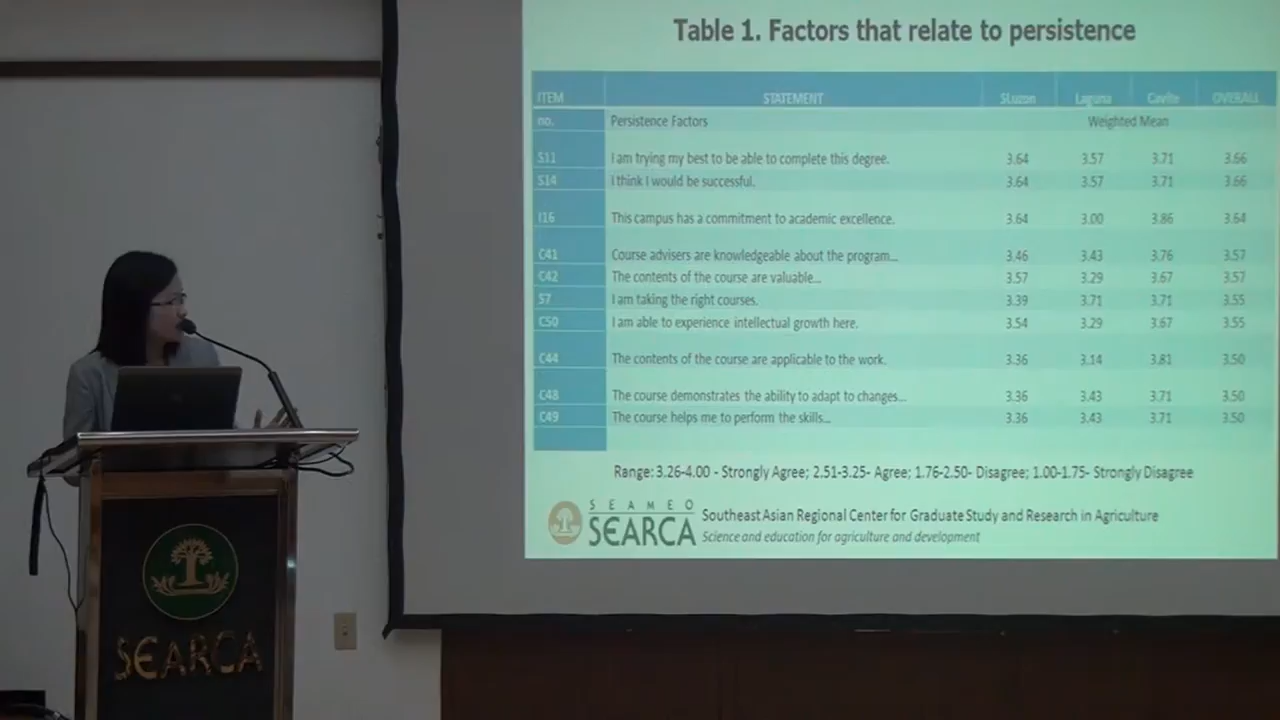 Table 1. Factors that relate to persistence
ITEM STATEMENT SLuzon Laguna Cavite OVERALL
no. Persistence Factors Weighted Mean
S11 I am trying my best to be able to complete this degree. 3.64 3.57 3.71 3.66
S14 I think I would be successful. 3.64 3.57 3.71 3.66
I16 This campus has a commitment to academic excellence. 3.64 3.00 3.86 3.64
C41 Course advisers are knowledgeable about the program... 3.46 3.43 3.76 3.57
C42 The contents of the course are valuable... 3.57 3.29 3.67 3.57
S7 I am taking the right courses. 3.39 3.71 3.71 3.55
C50 I am able to experience intellectual growth here. 3.54 3.29 3.67 3.55
C44 The contents of the course are applicable to the work. 3.36 3.14 3.81 3.50
C48 The course demonstrates the ability to adapt to changes... 3.36 3.43 3.71 3.50
C49 The course helps me to perform the skills... 3.36 3.43 3.71 3.50
Range: 3.26-4.00 - Strongly Agree; 2.51-3.25- Agree; 1.76-2.50- Disagree; 1.00-1.75- Strongly Disagree
SEAMEO
SEARCA
Southeast Asian Regional Center for Graduate Study and Research in Agriculture
Science and education for agriculture and development
SEARCA